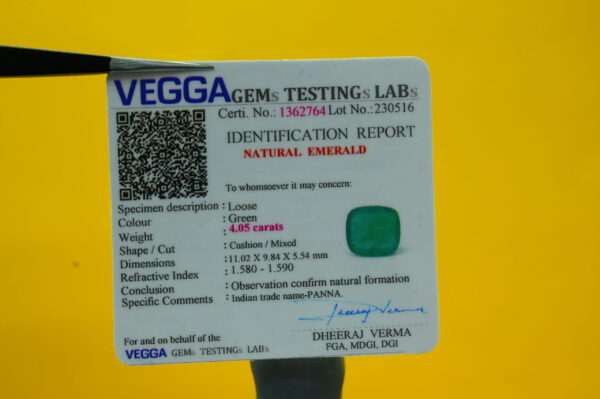 VEGGA GEMs TESTINGs LABs
Certi. No.: 1362764 Lot No.:230516
IDENTIFICATION REPORT
NATURAL EMERALD
To whomsoever it may concern:
Specimen description : Loose
Colour : Green
Weight : 4.05 carats
Shape / Cut : Cushion / Mixed
Dimensions : 11.02 X 9.84 X 5.54 mm
Refractive Index : 1.580 - 1.590
Conclusion : Observation confirm natural formation
Specific Comments : Indian trade name-PANNA.
Dheeraj Verma
For and on behalf of the
VEGGA GEMs TESTINGs LABs
DHEERAJ VERMA
FGA, MDGI, DGI